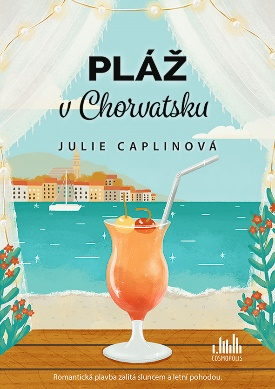 PLÁŽ
v Chorvatsku
JULIE CAPLINOVÁ
COSMOPOLIS
Romantická plavba zalitá sluncem a letní pohodou.